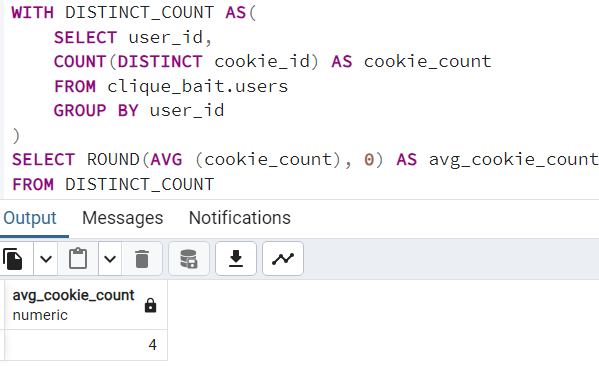 WITH DISTINCT_COUNT AS(
SELECT user_id,
COUNT(DISTINCT cookie_id) AS cookie_count
FROM clique_bait.users
GROUP BY user_id
)
SELECT ROUND(AVG (cookie_count), 0) AS avg_cookie_count
FROM DISTINCT_COUNT
Output Messages Notifications
avg_cookie_count
numeric
4